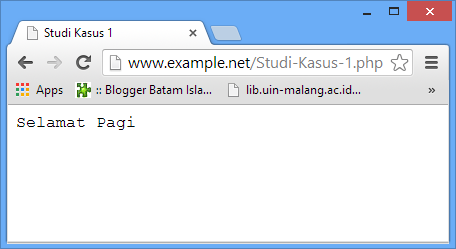 Studi Kasus 1
www.example.net/Studi-Kasus-1.php
Apps :: Blogger Batam Isla... lib.uin-malang.ac.id... »
Selamat Pagi